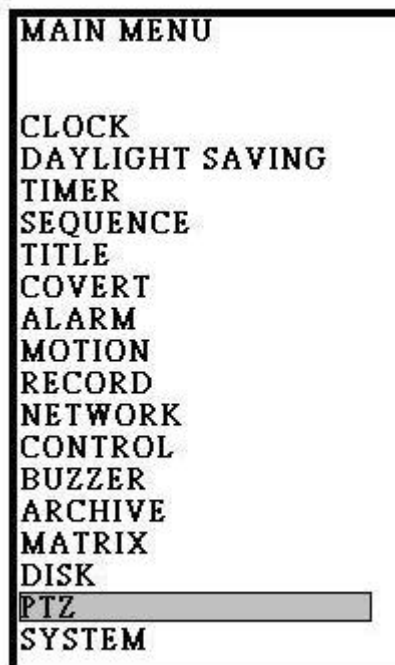 MAIN MENU
CLOCK
DAYLIGHT SAVING
TIMER
SEQUENCE
TITLE
COVERT
ALARM
MOTION
RECORD
NETWORK
CONTROL
BUZZER
ARCHIVE
MATRIX
DISK
PTZ
SYSTEM